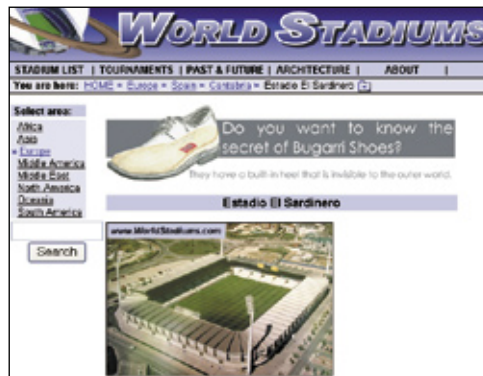 WORLD STADIUMS
STADIUM LIST | TOURNAMENTS | PAST & FUTURE | ARCHITECTURE | ABOUT |
You are here: HOME » Europe » Spain » Cantabria » Estadio El Sardinero
Select area:
Africa
Asia
» Europe
Middle America
Middle East
North America
Oceania
South America
Search
Do you want to know the
secret of Bugarri Shoes?
They have a built in heel that is invisible to the outer world.
Estadio El Sardinero
www.WorldStadiums.com